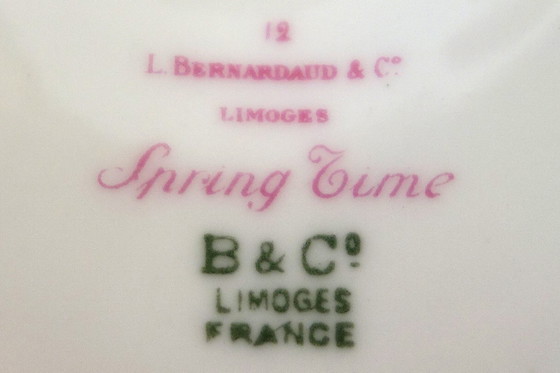 12
L. BERNARDAUD & Cº
LIMOGES
Spring Time
B & Cº
LIMOGES
FRANCE